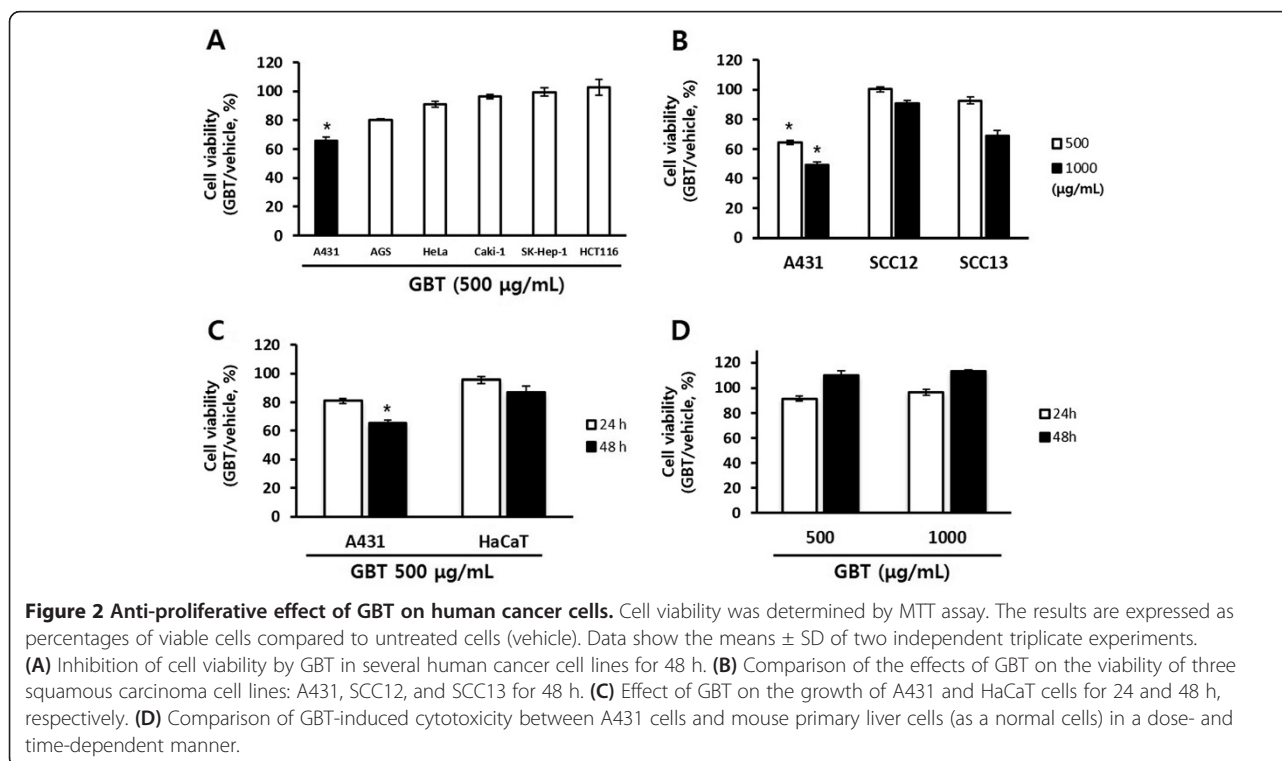 A
Cell viability
(GBT/vehicle, %)
120
100
80
60
40
20
0
*
A431 AGS HeLa Caki-1 SK-Hep-1 HCT116
GBT (500 μg/mL)
B
Cell viability
(GBT/vehicle, %)
120
100
80
60
40
20
0
*
*
A431 SCC12 SCC13
500
1000
(μg/mL)
C
Cell viability
(GBT/vehicle, %)
120
100
80
60
40
20
0
*
A431 HaCaT
GBT 500 μg/mL
24 h
48 h
D
Cell viability
(GBT/vehicle, %)
120
100
80
60
40
20
0
500 1000
GBT (μg/mL)
24h
48h
Figure 2 Anti-proliferative effect of GBT on human cancer cells. Cell viability was determined by MTT assay. The results are expressed as
percentages of viable cells compared to untreated cells (vehicle). Data show the means ± SD of two independent triplicate experiments.
(A) Inhibition of cell viability by GBT in several human cancer cell lines for 48 h. (B) Comparison of the effects of GBT on the viability of three
squamous carcinoma cell lines: A431, SCC12, and SCC13 for 48 h. (C) Effect of GBT on the growth of A431 and HaCaT cells for 24 and 48 h,
respectively. (D) Comparison of GBT-induced cytotoxicity between A431 cells and mouse primary liver cells (as a normal cells) in a dose- and
time-dependent manner.